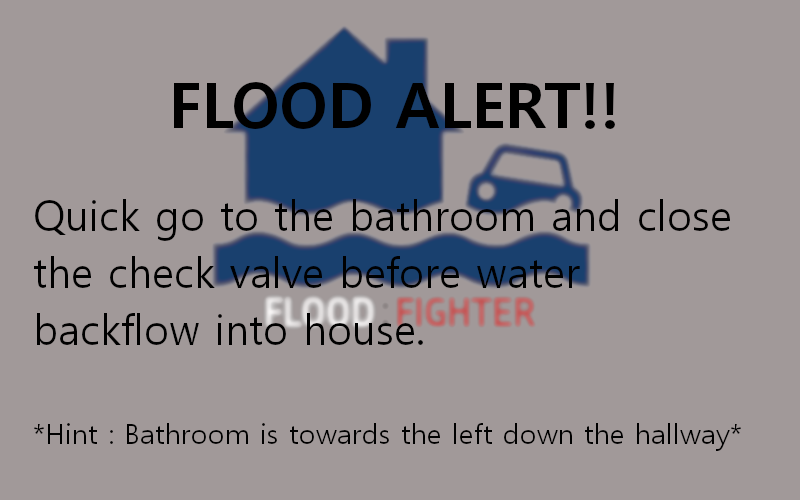 FLOOD ALERT!!
Quick go to the bathroom and close
the check valve before water
FLOOD FIGHTER
backflow into house.
*Hint : Bathroom is towards the left down the hallway*